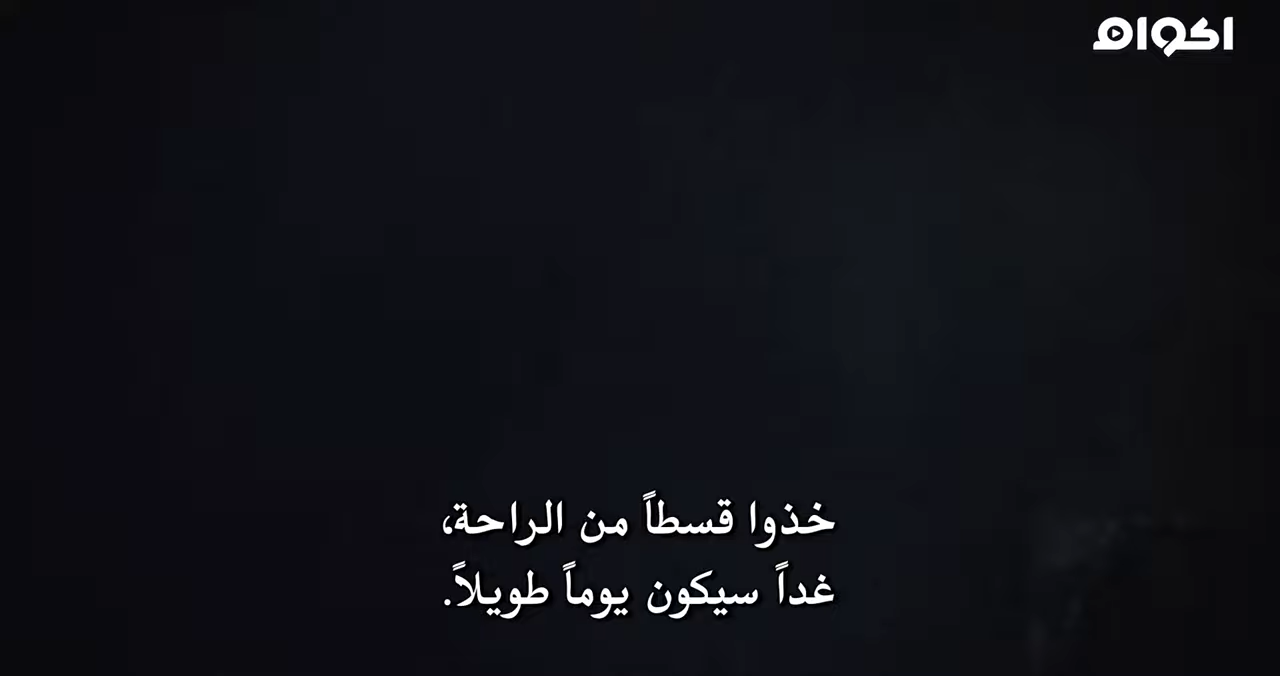 اكوام
خذوا قسطاً من الراحة،
غداً سيكون يوماً طويلاً.